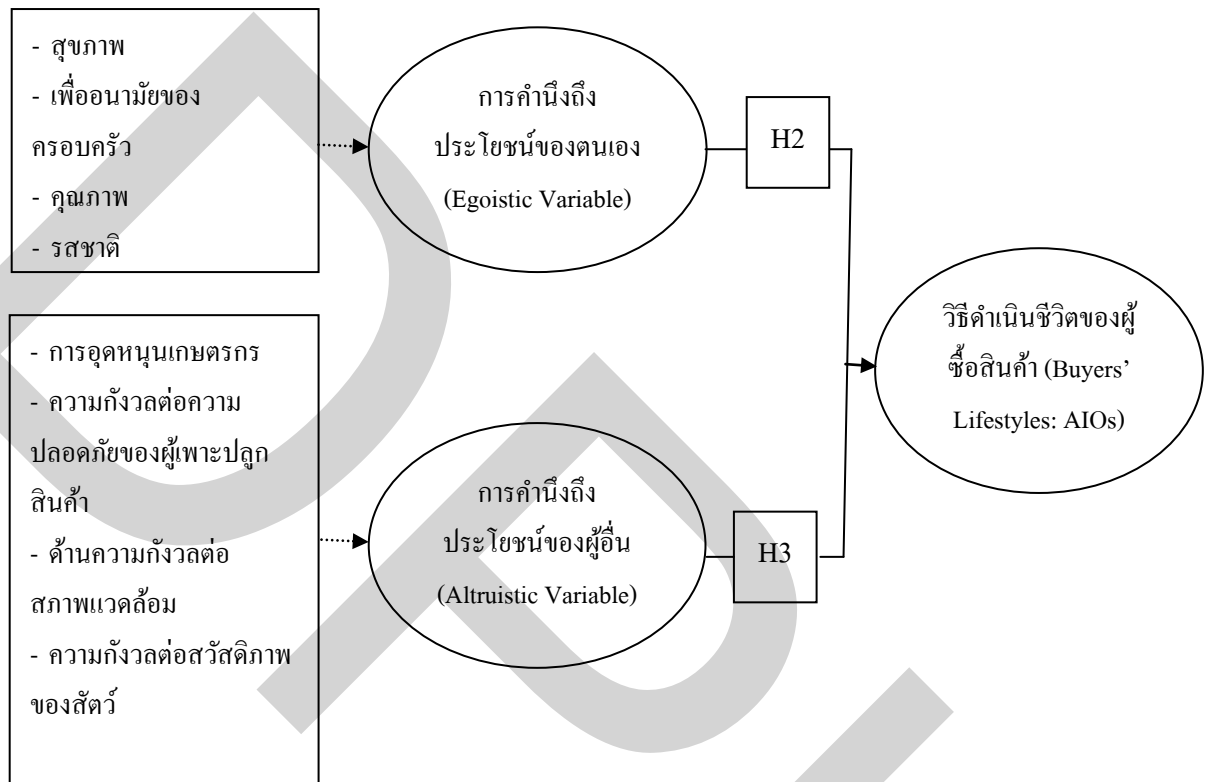 - สุขภาพ
- เพื่ออนามัยของ
ครอบครัว
- คุณภาพ
- รสชาติ
การคำนึงถึง
ประโยชน์ของตนเอง
(Egoistic Variable)
H2
- การอุดหนุนเกษตรกร
- ความกังวลต่อความ
ปลอดภัยของผู้เพาะปลูก
สินค้า
- ด้านความกังวลต่อ
สภาพแวดล้อม
- ความกังวลต่อสวัสดิภาพ
ของสัตว์
การคำนึงถึง
ประโยชน์ของผู้อื่น
(Altruistic Variable)
H3
วิธีดำเนินชีวิตของผู้
ซื้อสินค้า (Buyers’
Lifestyles: AIOs)